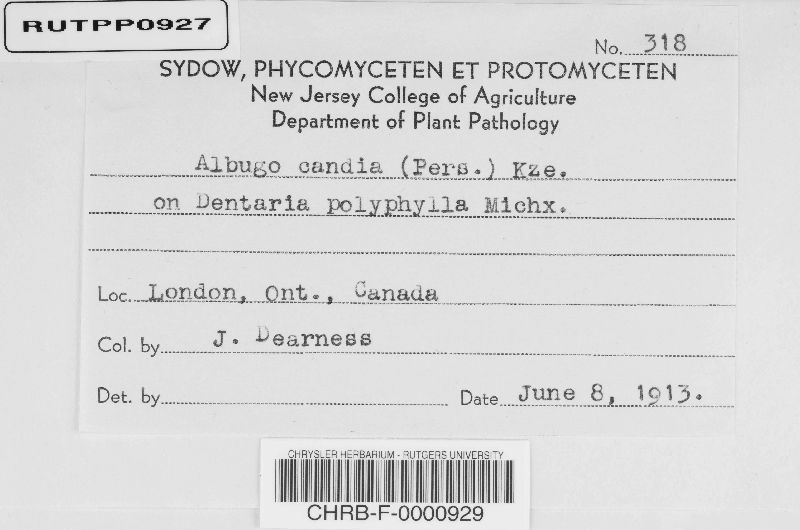 RUTPP0927
No. 318
SYDOW, PHYCOMYCETEN ET PROTOMYCETEN
New Jersey College of Agriculture
Department of Plant Pathology
Albugo candia (Pers.) Kze.
on Dentaria polyphylla Michx.
Loc. London, Ont., Canada
Col. by J. Dearness
Det. by
Date June 8, 1913.
CHRYSLER HERBARIUM - RUTGERS UNIVERSITY
CHRB-F-0000929